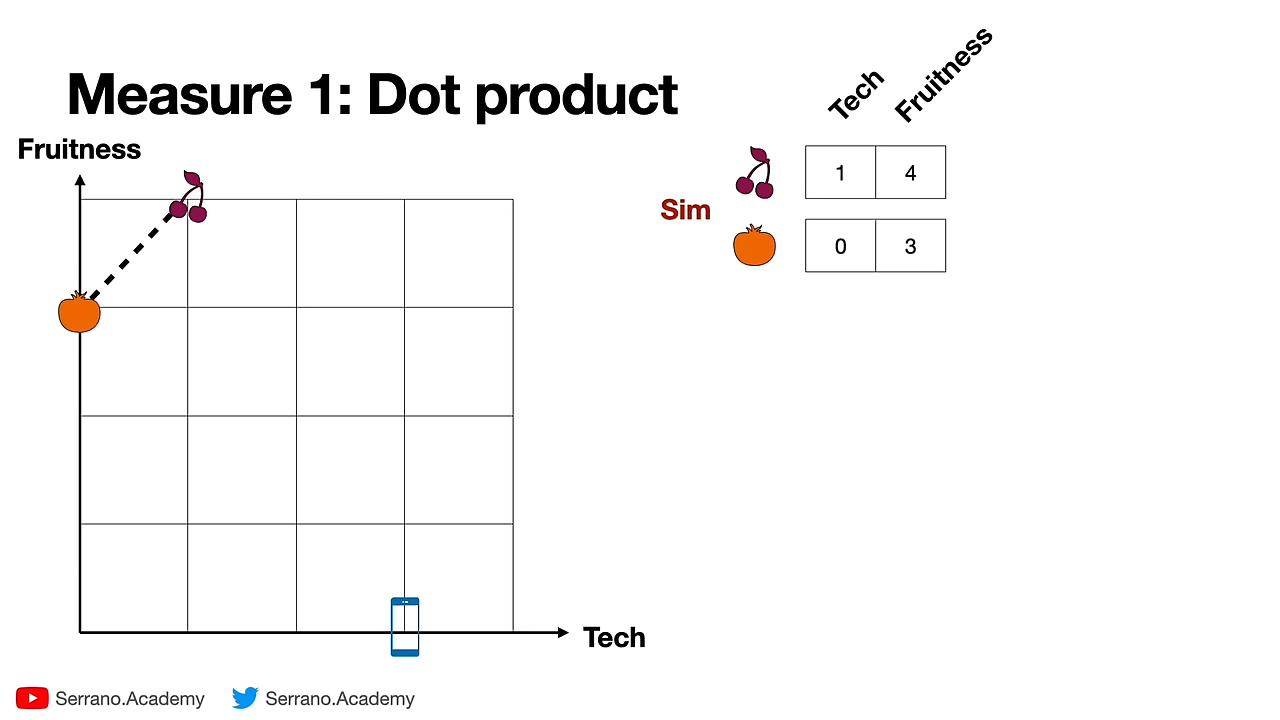 Measure 1: Dot product
Tech
Fruitness
Fruitness
1 4
Sim
0 3
Tech
Serrano.Academy
Serrano.Academy